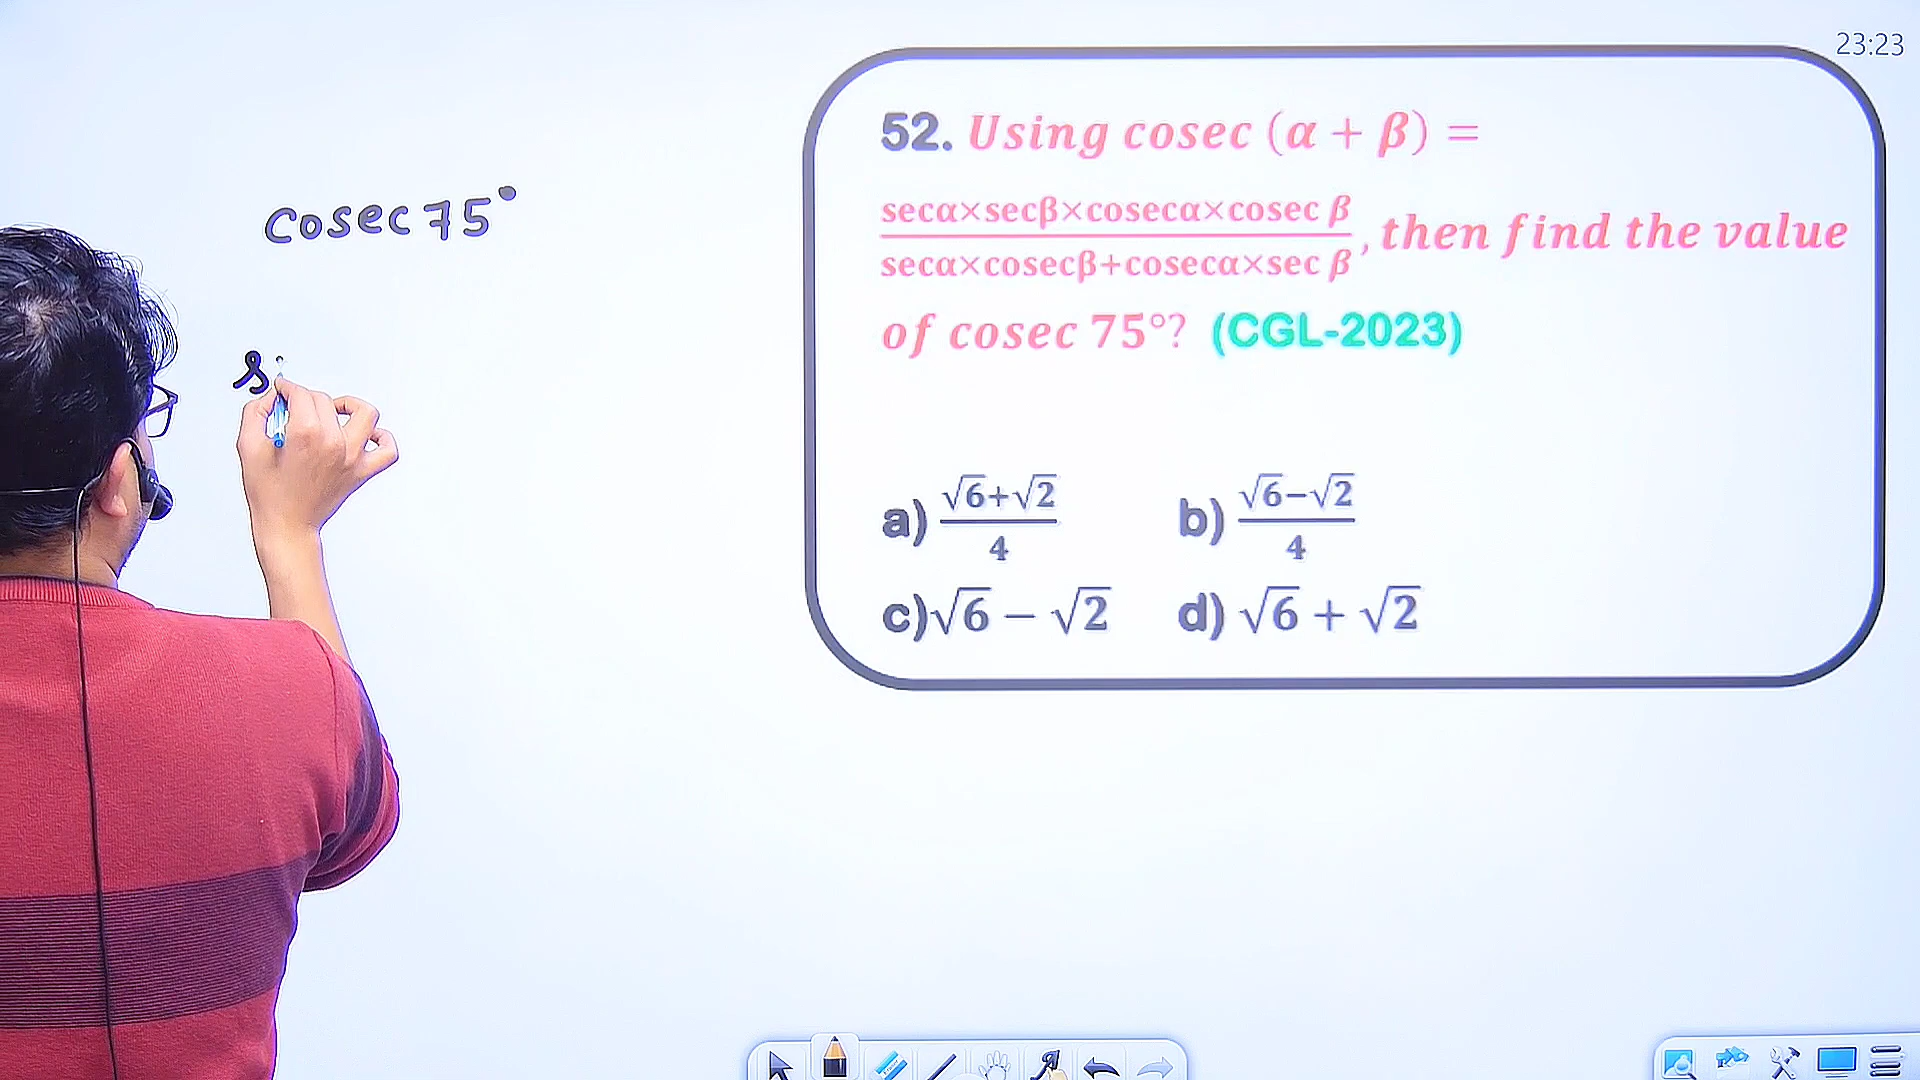 23:23
52. Using cosec (α + β) =
secα×secβ×cosecα×cosec β
secα×cosecβ+cosecα×sec β
, then find the value
of cosec 75°? (CGL-2023)
a) √6+√2
4
b) √6−√2
4
c)√6 − √2 d) √6 + √2
cosec 75°
s